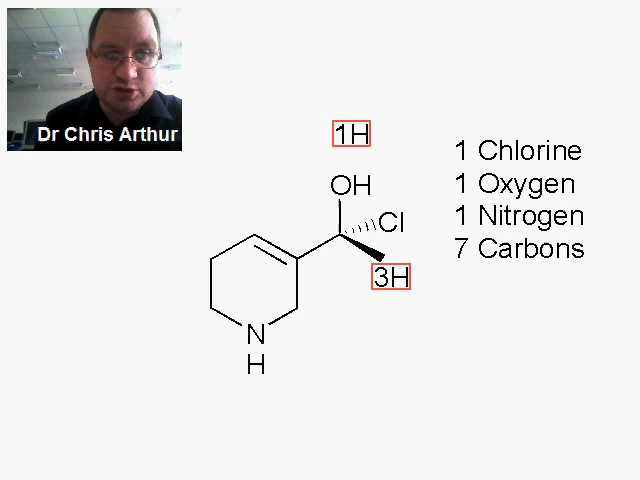 Dr Chris Arthur
1H
OH
Cl
3H
N
H
1 Chlorine
1 Oxygen
1 Nitrogen
7 Carbons